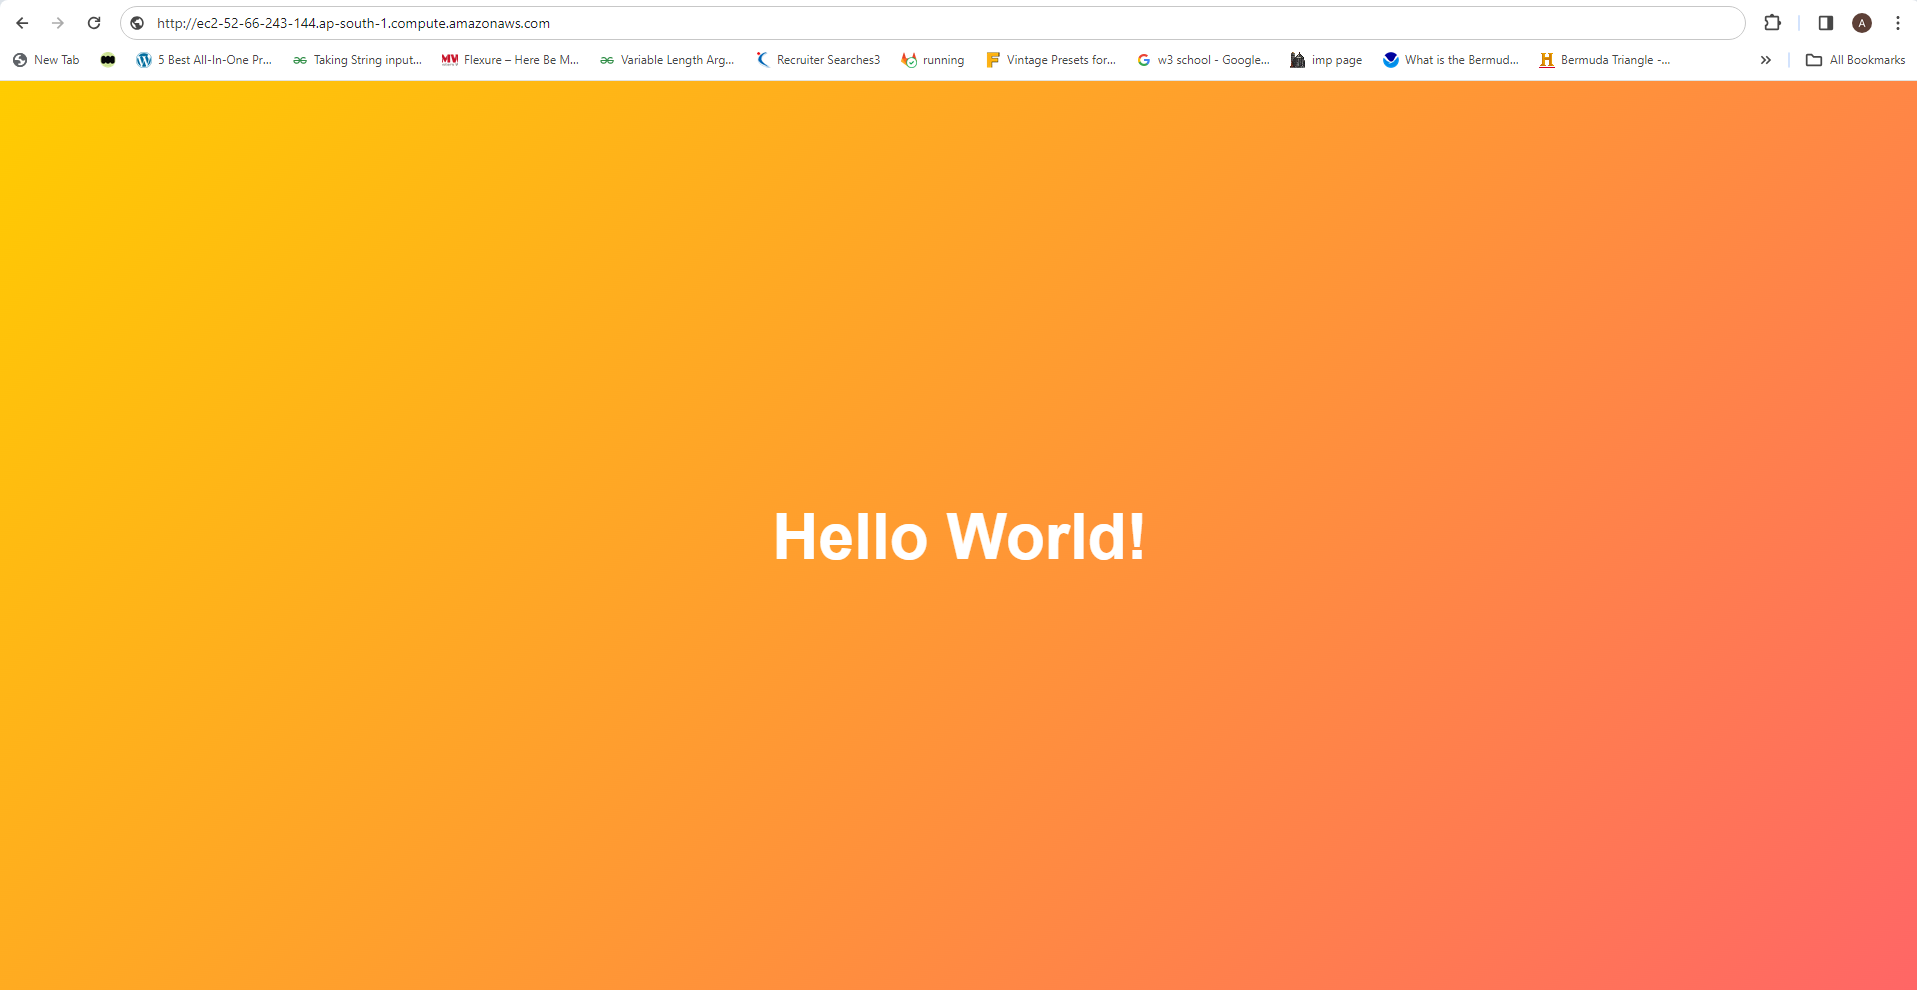 http://ec2-52-66-243-144.ap-south-1.compute.amazonaws.com
A
New Tab
5 Best All-In-One Pr...
Taking String input...
Flexure – Here Be M...
Variable Length Arg...
Recruiter Searches3
running
Vintage Presets for...
w3 school - Google...
imp page
What is the Bermud...
Bermuda Triangle -...
All Bookmarks
Hello World!